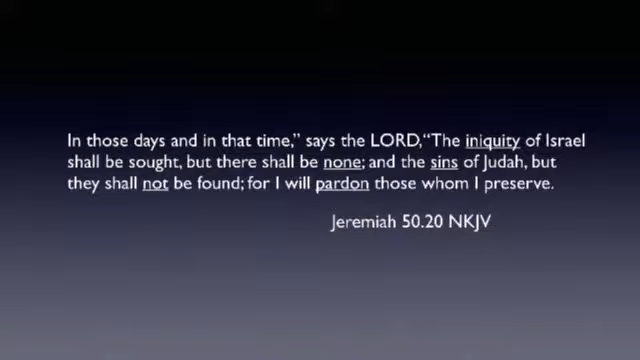 In those days and in that time,” says the LORD,“The iniquity of Israel
shall be sought, but there shall be none; and the sins of Judah, but
they shall not be found; for I will pardon those whom I preserve.
Jeremiah 50.20 NKJV